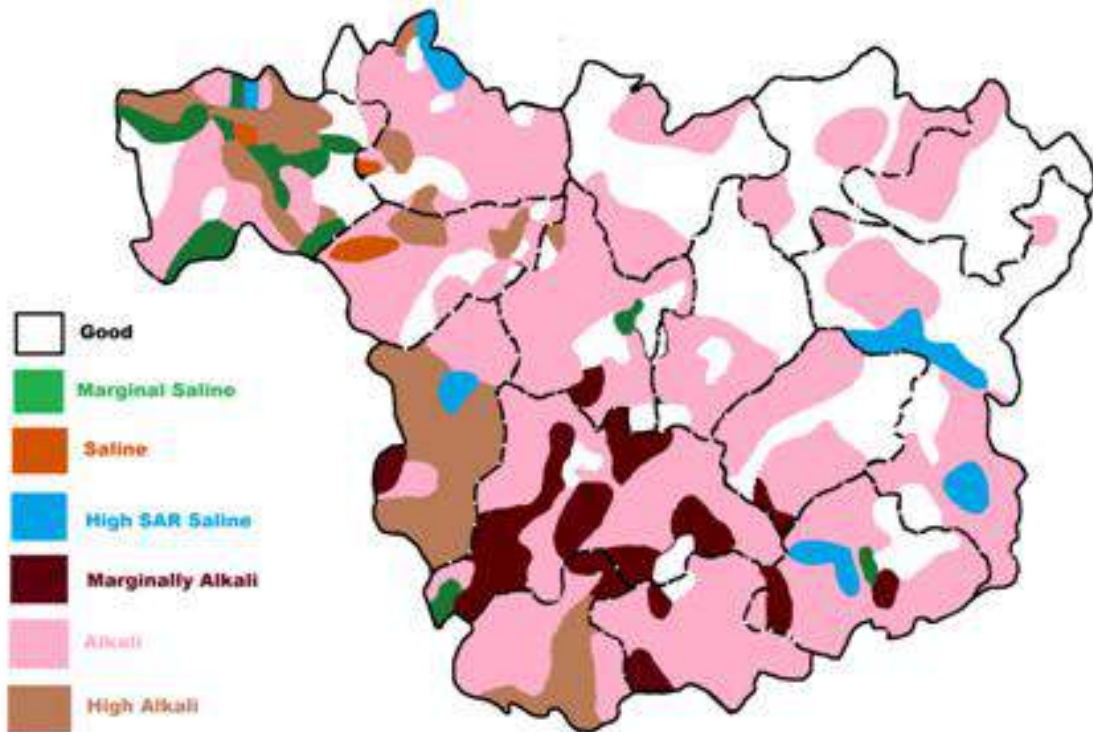 Good
Marginal Saline
Saline
High SAR Saline
Marginally Alkali
Alkali
High Alkali